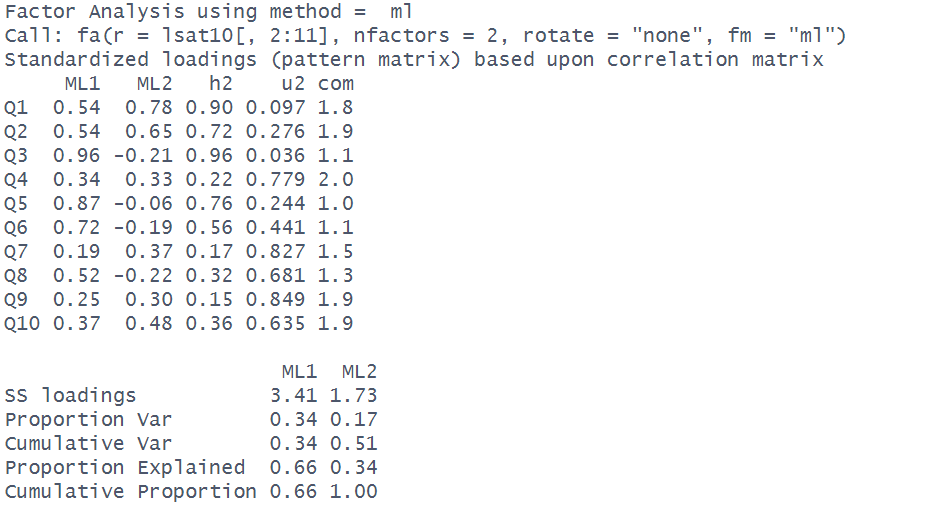 Factor Analysis using method =  ml
Call: fa(r = lsat10[, 2:11], nfactors = 2, rotate = "none", fm = "ml")
Standardized loadings (pattern matrix) based upon correlation matrix
     ML1   ML2   h2    u2 com
Q1  0.54  0.78 0.90 0.097 1.8
Q2  0.54  0.65 0.72 0.276 1.9
Q3  0.96 -0.21 0.96 0.036 1.1
Q4  0.34  0.33 0.22 0.779 2.0
Q5  0.87 -0.06 0.76 0.244 1.0
Q6  0.72 -0.19 0.56 0.441 1.1
Q7  0.19  0.37 0.17 0.827 1.5
Q8  0.52 -0.22 0.32 0.681 1.3
Q9  0.25  0.30 0.15 0.849 1.9
Q10 0.37  0.48 0.36 0.635 1.9
                       ML1  ML2
SS loadings           3.41 1.73
Proportion Var        0.34 0.17
Cumulative Var        0.34 0.51
Proportion Explained  0.66 0.34
Cumulative Proportion 0.66 1.00